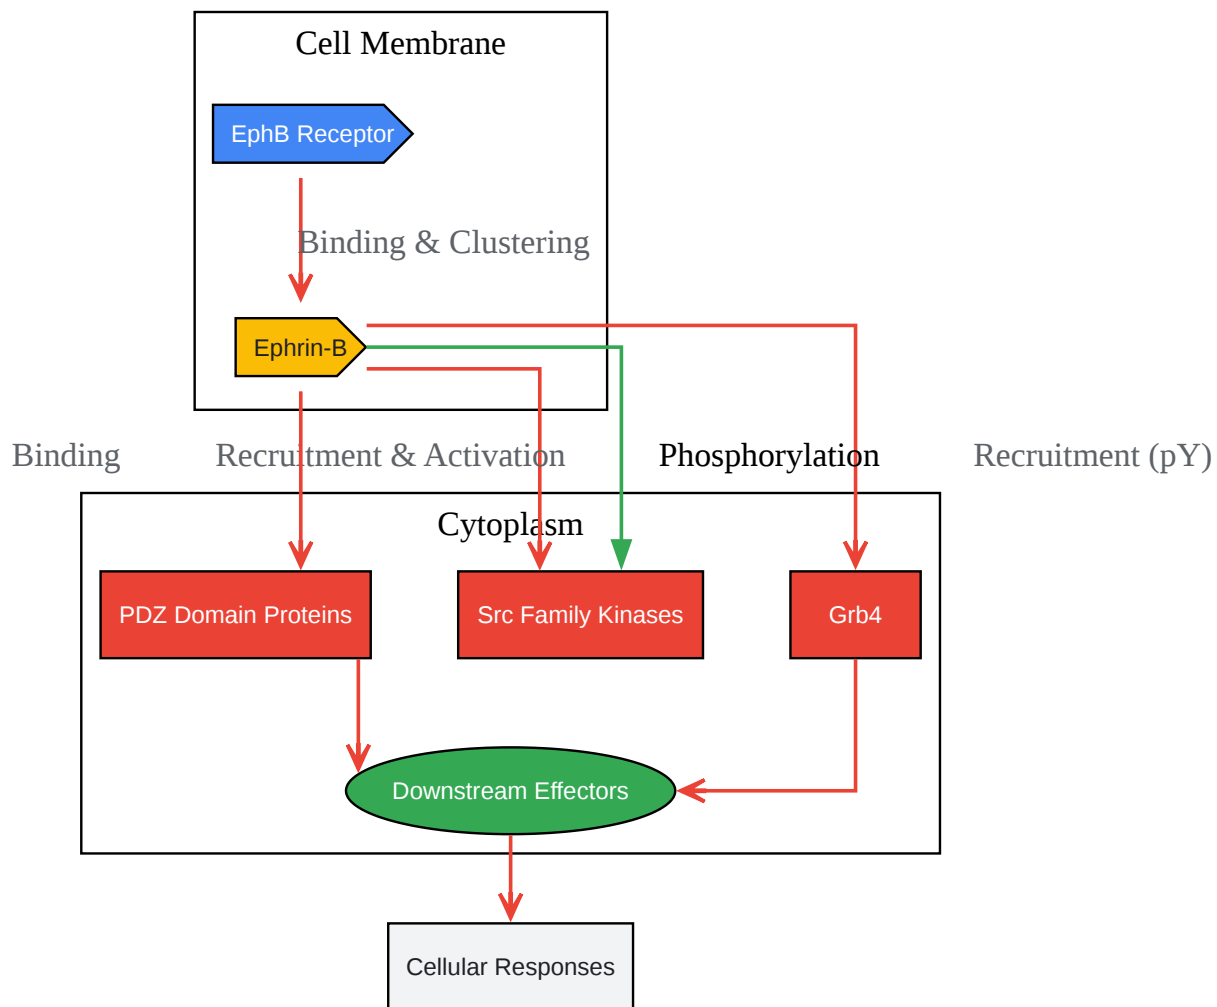 Cell Membrane
EphB Receptor
Binding & Clustering
Ephrin-B
Binding
Recruitment & Activation
Phosphorylation
Recruitment (pY)
Cytoplasm
PDZ Domain Proteins
Src Family Kinases
Grb4
Downstream Effectors
Cellular Responses